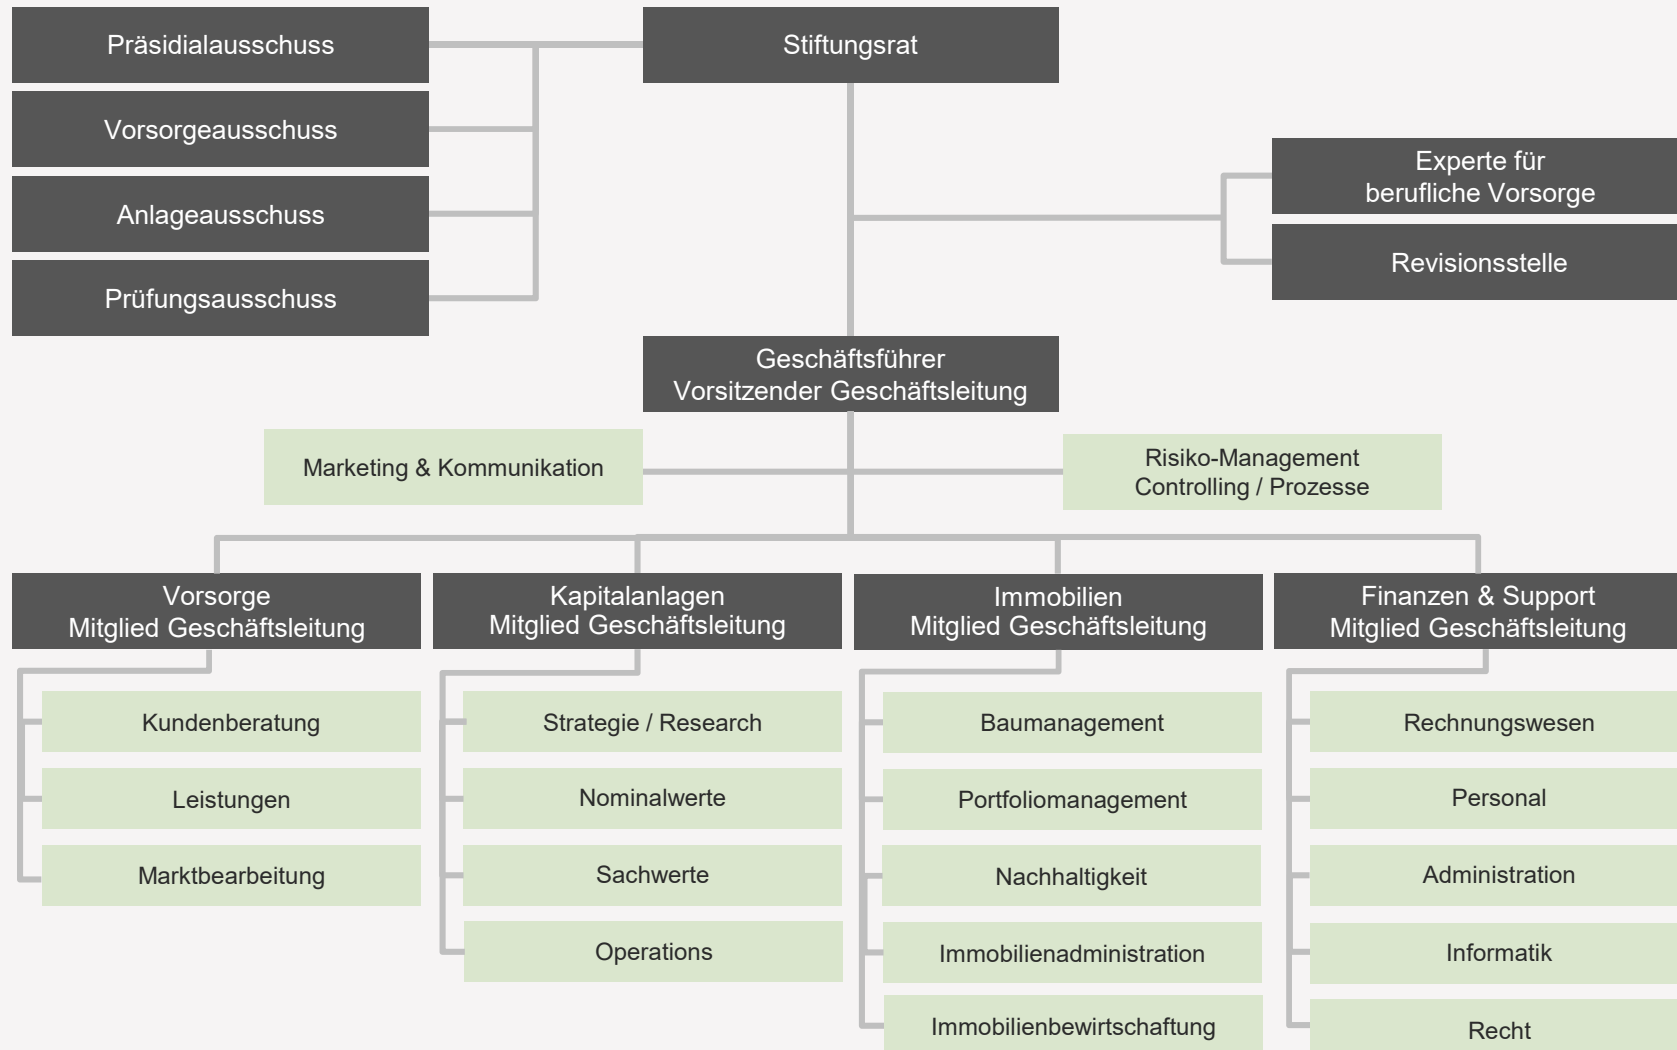 Präsidialausschuss
Stiftungsrat
Vorsorgeausschuss
Anlageausschuss
Prüfungsausschuss
Experte für
berufliche Vorsorge
Revisionsstelle
Geschäftsführer
Vorsitzender Geschäftsleitung
Marketing & Kommunikation
Risiko-Management
Controlling / Prozesse
Vorsorge
Mitglied Geschäftsleitung
Kundenberatung
Leistungen
Marktbearbeitung
Kapitalanlagen
Mitglied Geschäftsleitung
Strategie / Research
Nominalwerte
Sachwerte
Operations
Immobilien
Mitglied Geschäftsleitung
Baumanagement
Portfoliomanagement
Nachhaltigkeit
Immobilienadministration
Immobilienbewirtschaftung
Finanzen & Support
Mitglied Geschäftsleitung
Rechnungswesen
Personal
Administration
Informatik
Recht